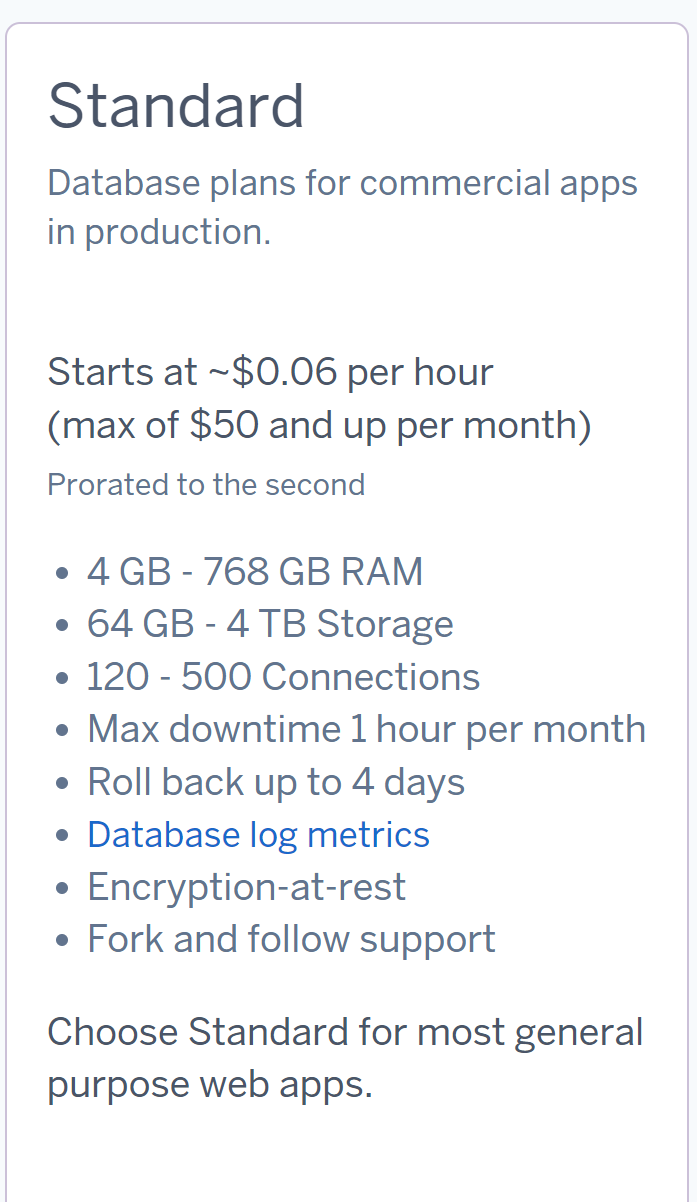 Standard
Database plans for commercial apps
in production.
Starts at ~$0.06 per hour
(max of $50 and up per month)
Prorated to the second
• 4 GB - 768 GB RAM
• 64 GB - 4 TB Storage
• 120 - 500 Connections
• Max downtime 1 hour per month
• Roll back up to 4 days
• Database log metrics
• Encryption-at-rest
• Fork and follow support
Choose Standard for most general
purpose web apps.